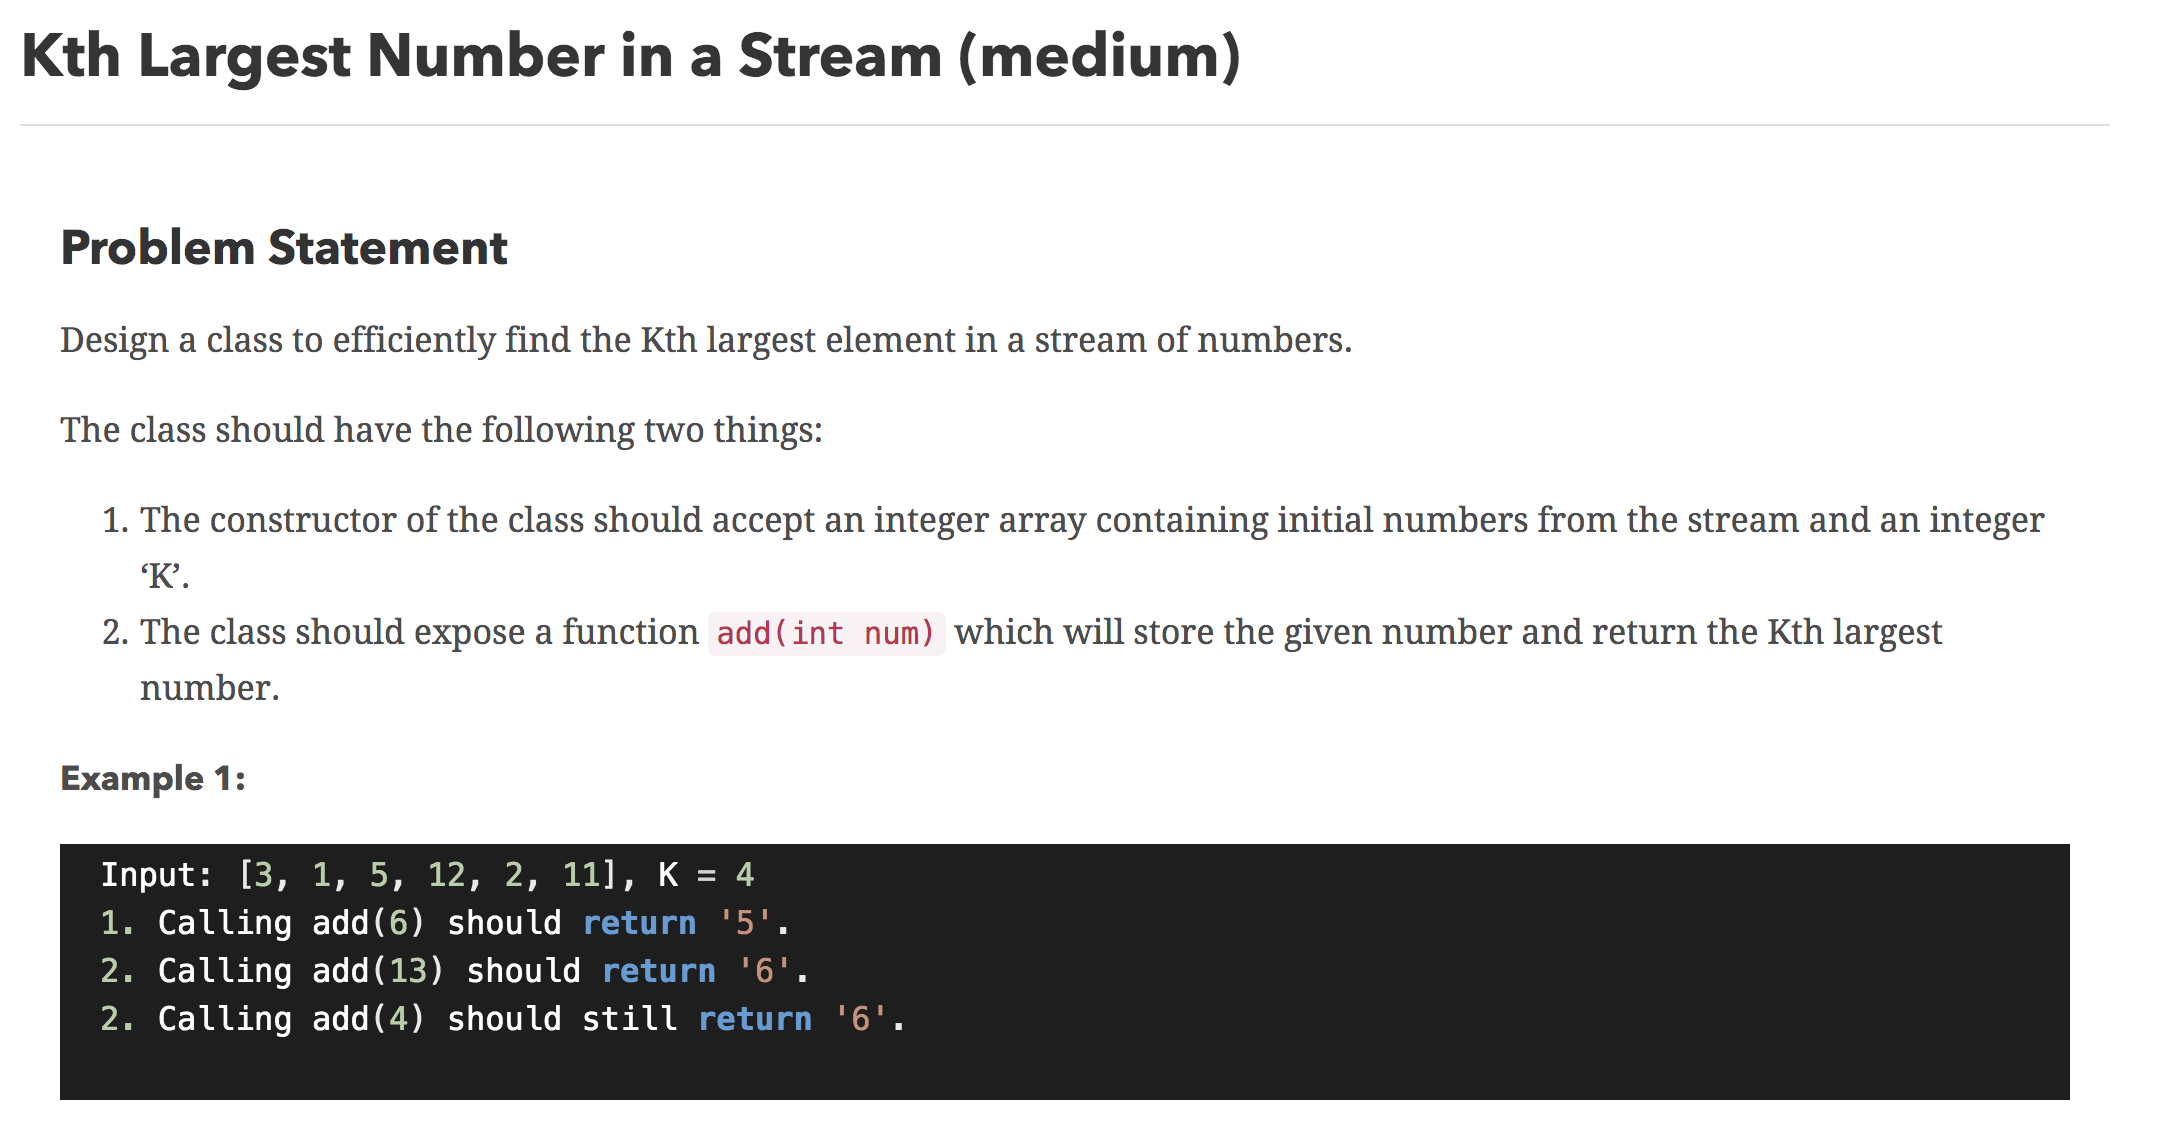 Kth Largest Number in a Stream (medium)
Problem Statement
Design a class to efficiently find the Kth largest element in a stream of numbers.
The class should have the following two things:
1. The constructor of the class should accept an integer array containing initial numbers from the stream and an integer
‘K’.
2. The class should expose a function add(int num) which will store the given number and return the Kth largest
number.
Example 1:
Input: [3, 1, 5, 12, 2, 11], K = 4
1. Calling add(6) should return '5'.
2. Calling add(13) should return '6'.
2. Calling add(4) should still return '6'.